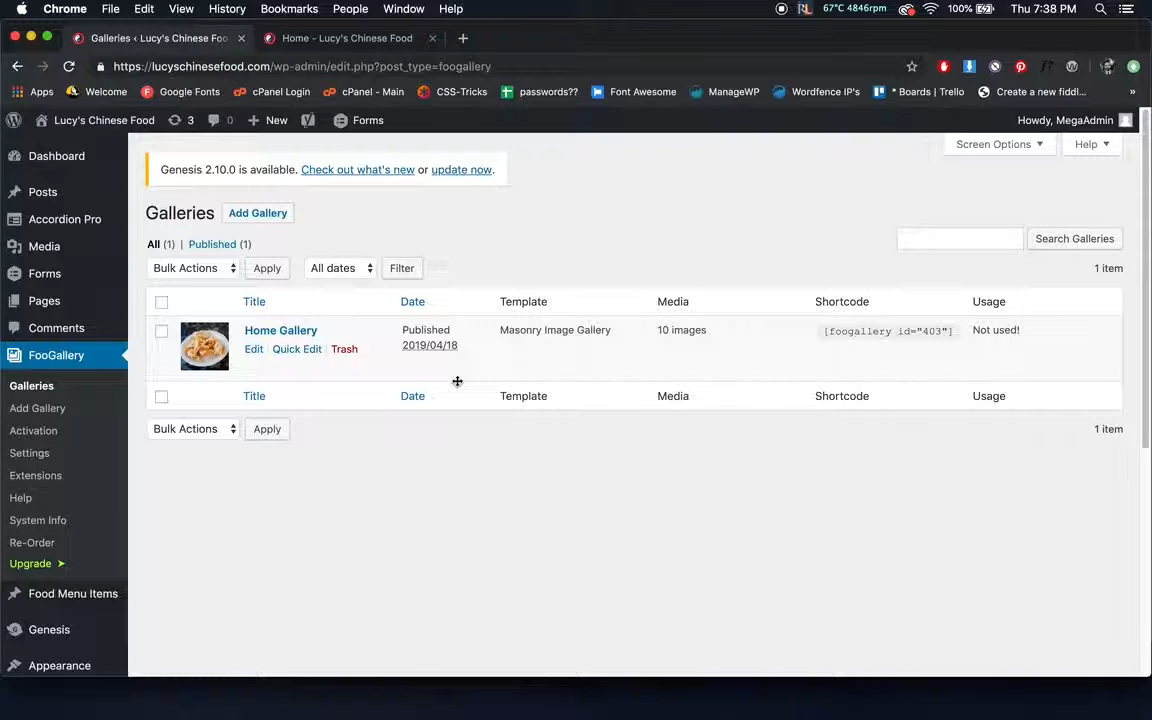 Chrome File Edit View History Bookmarks People Window Help 67°C 4846rpm 100% Thu 7:38 PM
Galleries ‹ Lucy's Chinese Foo Home - Lucy's Chinese Food
https://lucyschinesefood.com/wp-admin/edit.php?post_type=foogallery
Apps Welcome Google Fonts cPanel Login cPanel - Main CSS-Tricks passwords?? Font Awesome ManageWP Wordfence IP's * Boards | Trello Create a new fiddl... »
Lucy's Chinese Food 3 0 New Forms Howdy, MegaAdmin
Screen Options Help
Dashboard
Posts
Accordion Pro
Media
Forms
Pages
Comments
FooGallery
Galleries
Add Gallery
Activation
Settings
Extensions
Help
System Info
Re-Order
Upgrade ➤
Food Menu Items
Genesis
Appearance
Genesis 2.10.0 is available. Check out what's new or update now.
Galleries Add Gallery
All (1) | Published (1)
Search Galleries
Bulk Actions Apply All dates Filter 1 item
Title Date Template Media Shortcode Usage
Home Gallery Published Masonry Image Gallery 10 images [foogallery id="403"] Not used!
Edit | Quick Edit | Trash 2019/04/18
Title Date Template Media Shortcode Usage
Bulk Actions Apply 1 item